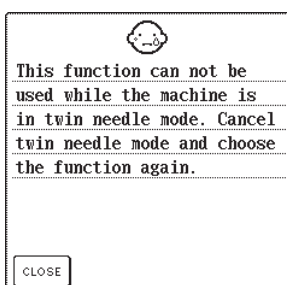 This function can not be
used while the machine is
in twin needle mode. Cancel
twin needle mode and choose
the function again.
CLOSE